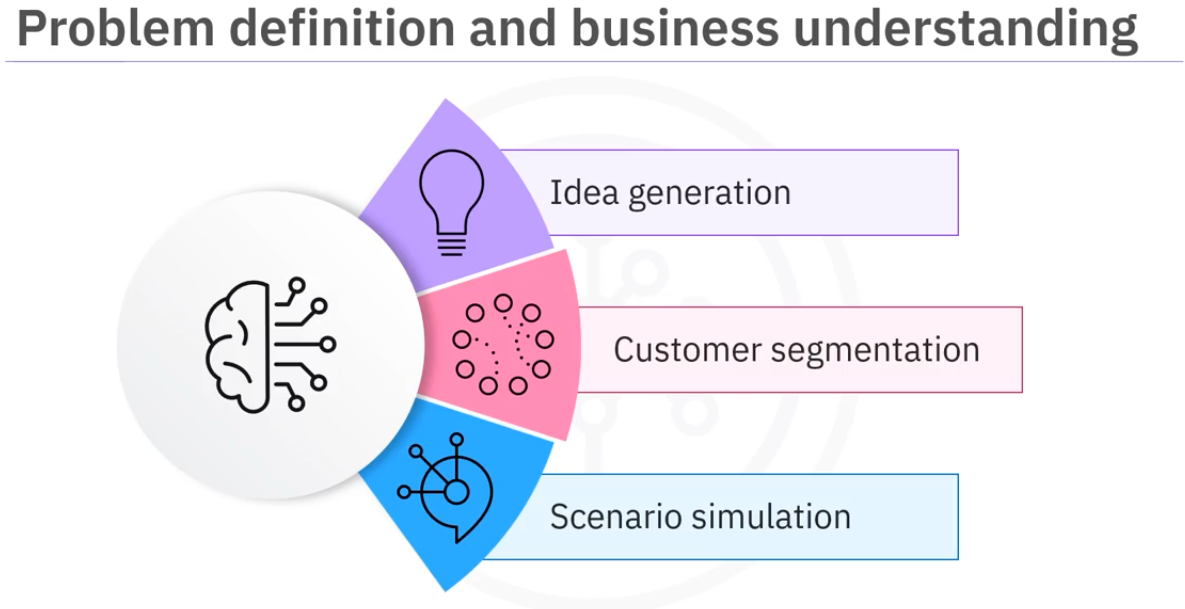 Problem definition and business understanding
Idea generation
Customer segmentation
Scenario simulation